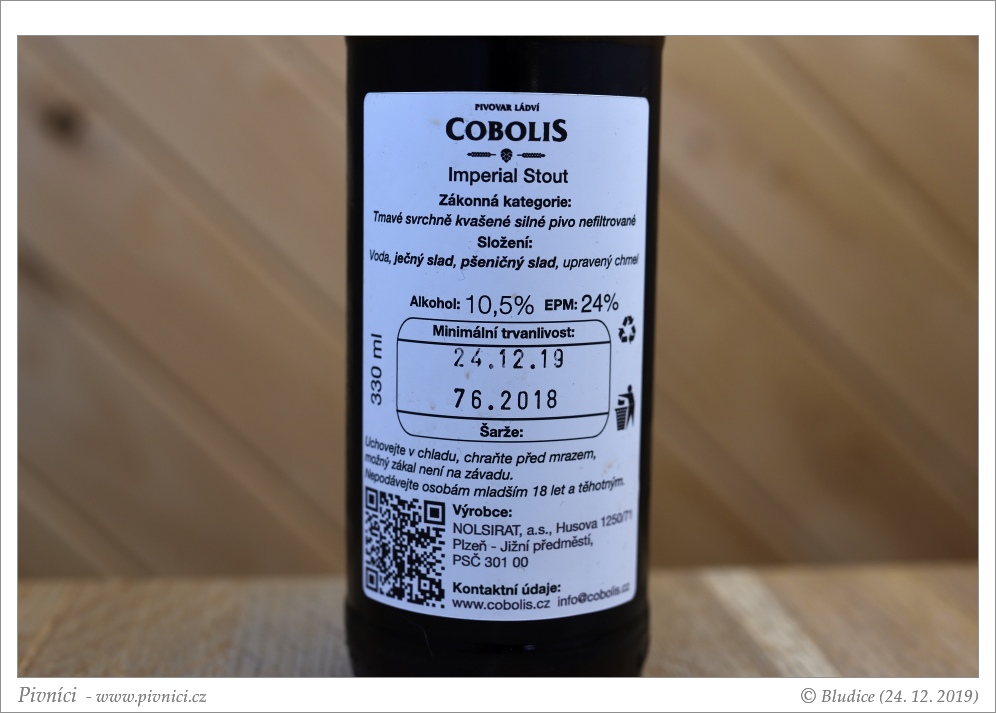 PIVOVAR LÁDVÍ
COBOLIS
Imperial Stout
Zákonná kategorie:
Tmavé svrchně kvašené silné pivo nefiltrované
Složení:
Voda, ječný slad, pšeničný slad, upravený chmel
Alkohol: 10,5% EPM: 24%
Minimální trvanlivost:
24.12.19
76.2018
Šarže:
330 ml
Uchovejte v chladu, chraňte před mrazem,
možný zákal není na závadu.
Nepodávejte osobám mladším 18 let a těhotným.
Výrobce:
NOLSIRAT, a.s., Husova 1250/71
Plzeň - Jižní předměstí,
PSČ 301 00
Kontaktní údaje:
www.cobolis.cz info@cobolis.cz
Pivníci - www.pivnici.cz
© Bludice (24. 12. 2019)